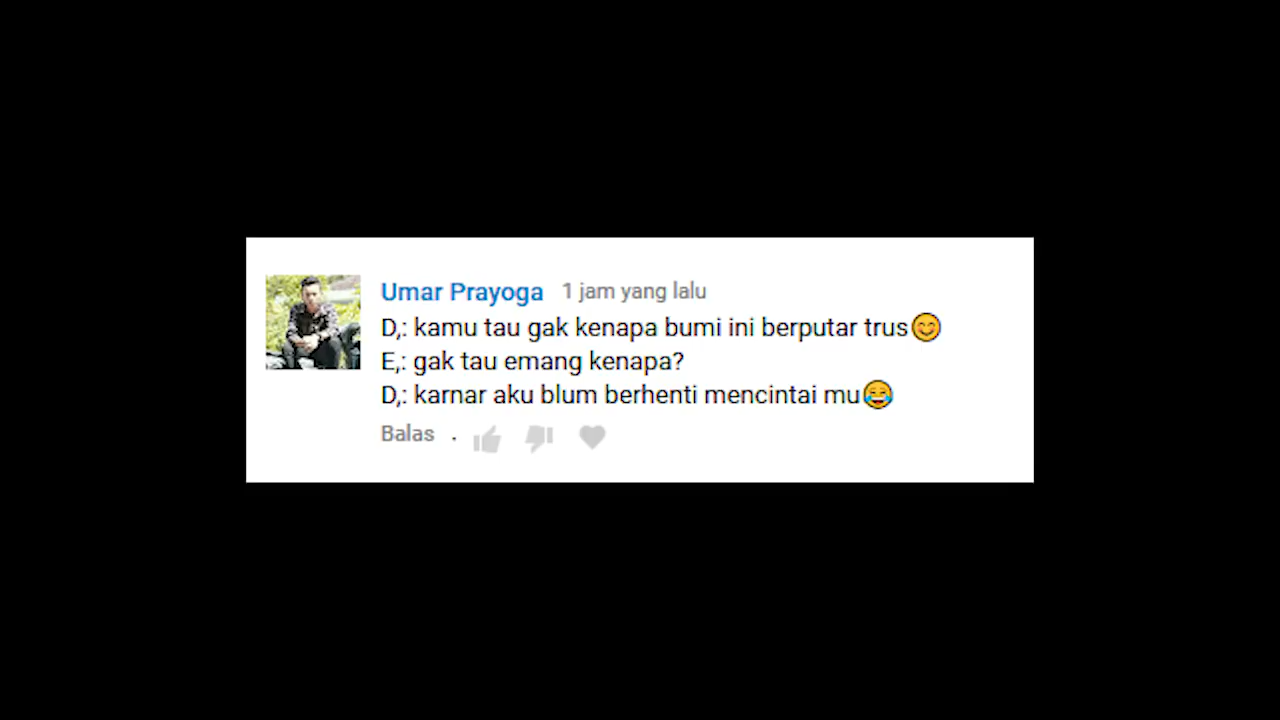 Umar Prayoga 1 jam yang lalu
D,: kamu tau gak kenapa bumi ini berputar trus😊
E,: gak tau emang kenapa?
D,: karnar aku blum berhenti mencintai mu😂
Balas .